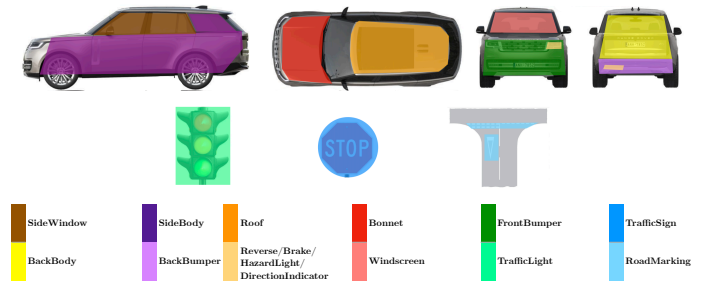 STOP
SideWindow
SideBody
Roof
Bonnet
FrontBumper
TrafficSign
BackBody
BackBumper
Reverse/Brake/
HazardLight/
DirectionIndicator
Windscreen
TrafficLight
RoadMarking